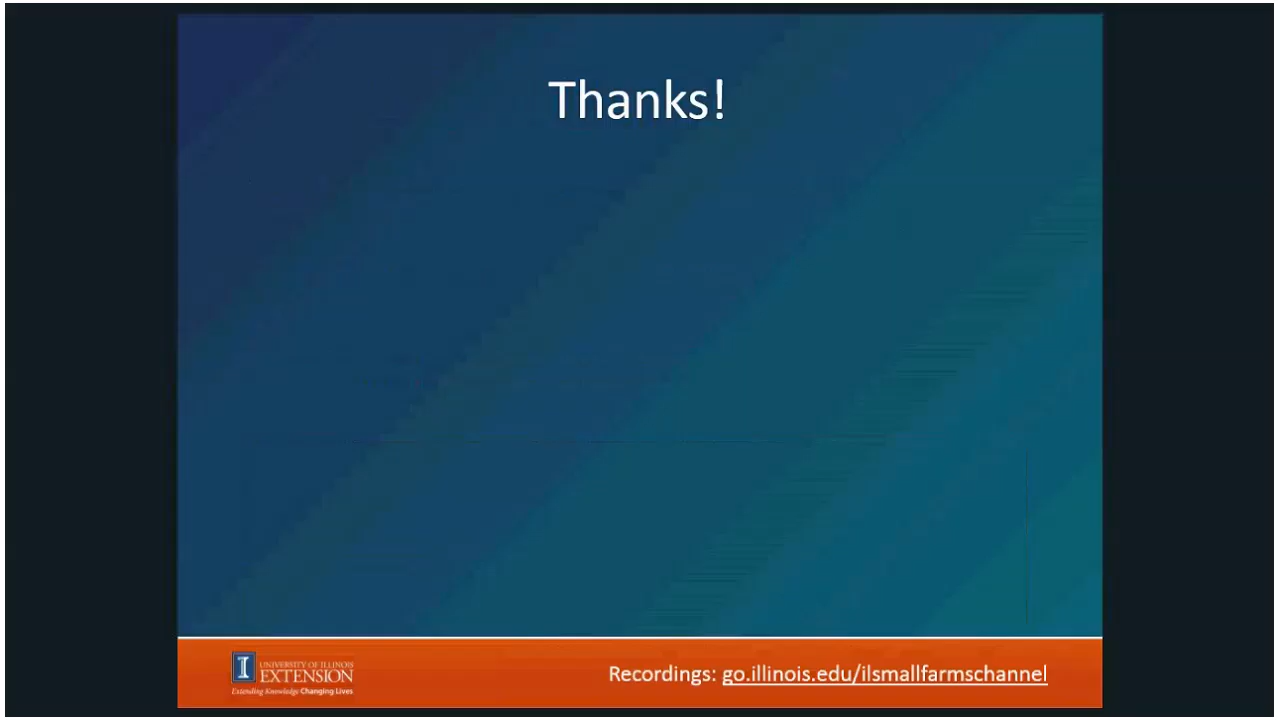 Thanks!
I
UNIVERSITY OF ILLINOIS
EXTENSION
Extending Knowledge Changing Lives
Recordings: go.illinois.edu/ilsmallfarmschannel